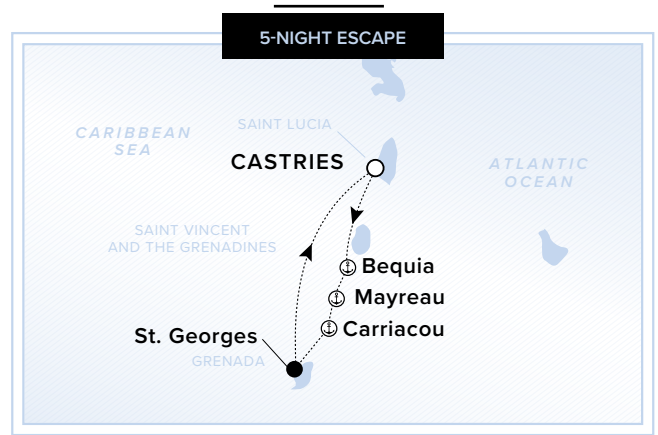 5-NIGHT ESCAPE
SAINT LUCIA
CARIBBEAN
SEA
CASTRIES
ATLANTIC
OCEAN
SAINT VINCENT
AND THE GRENADINES
Bequia
Mayreau
Carriacou
St. Georges
GRENADA